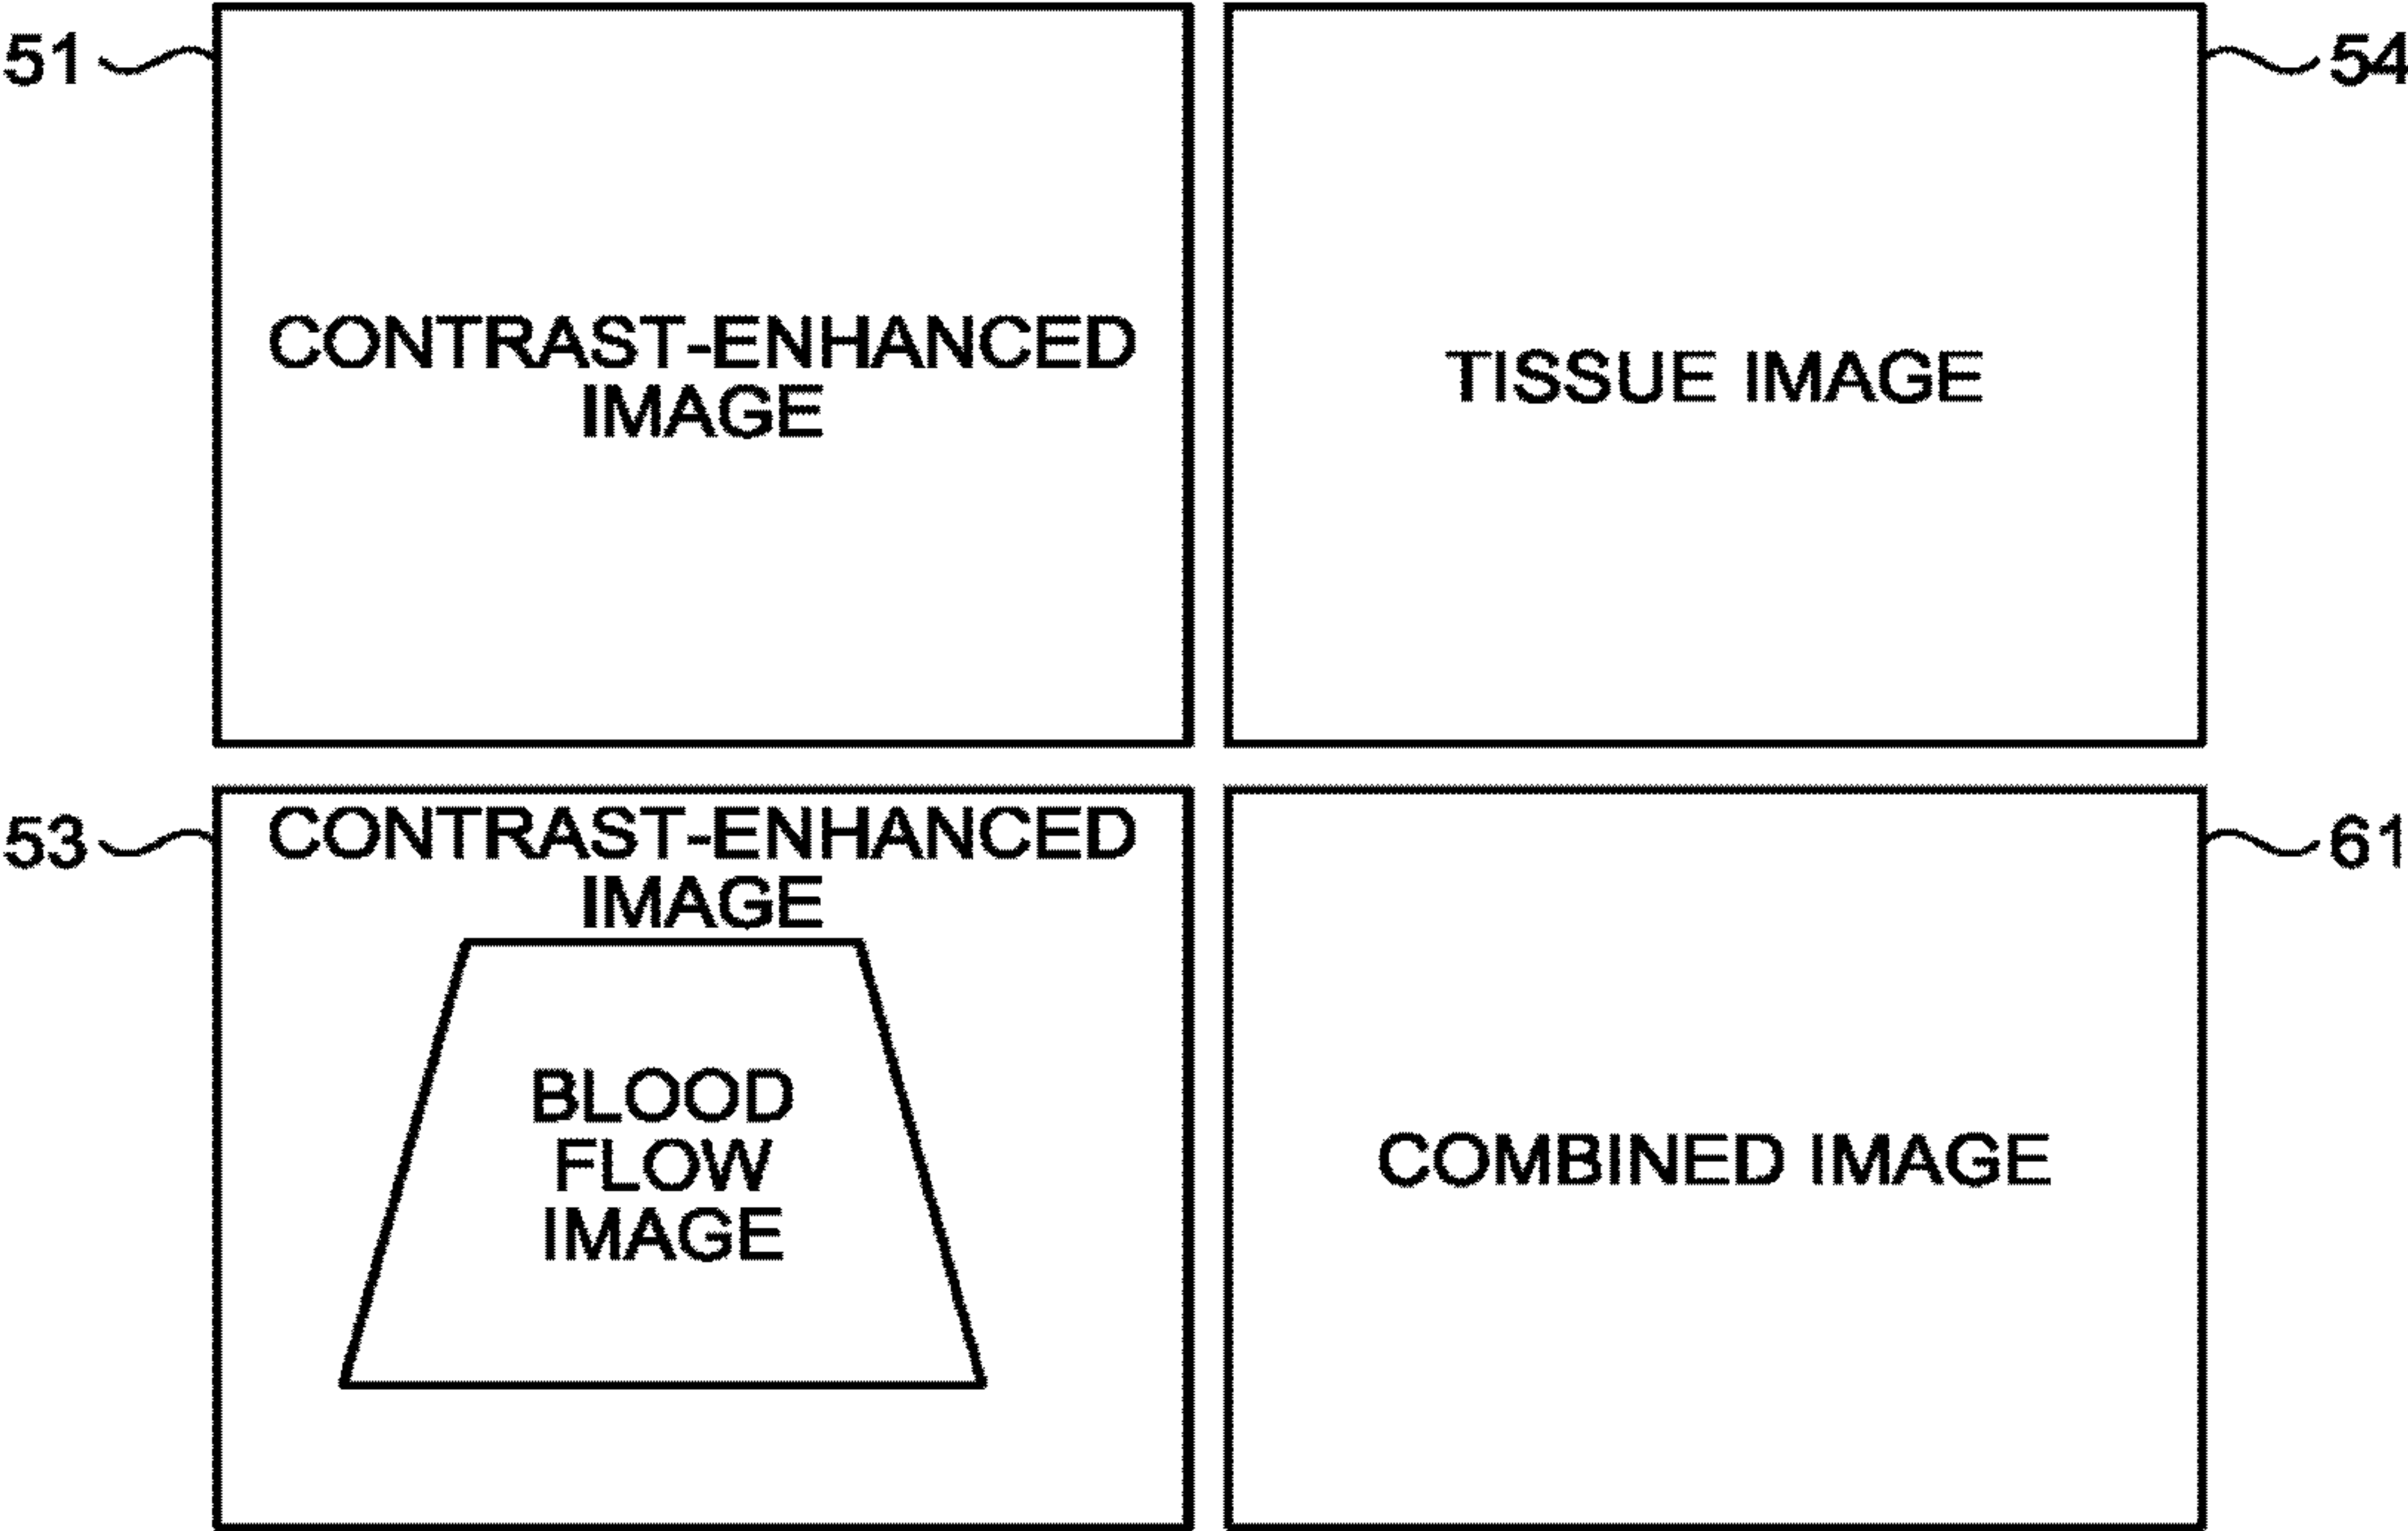 51
CONTRAST-ENHANCED
IMAGE
54
TISSUE IMAGE
53
CONTRAST-ENHANCED
IMAGE
BLOOD
FLOW
IMAGE
61
COMBINED IMAGE